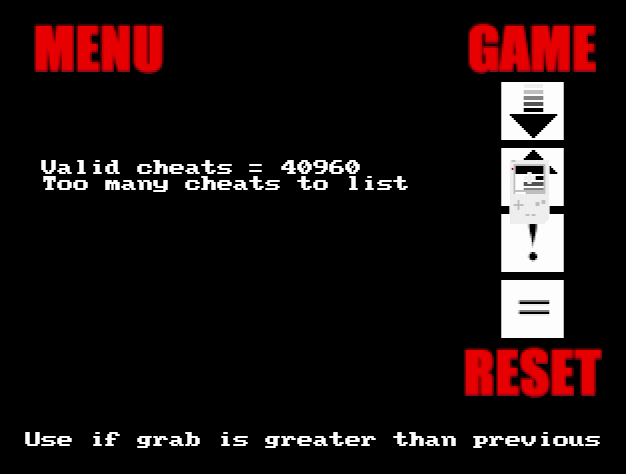 MENU
GAME
Valid cheats = 40960
Too many cheats to list
!
=
RESET
Use if grab is greater than previous